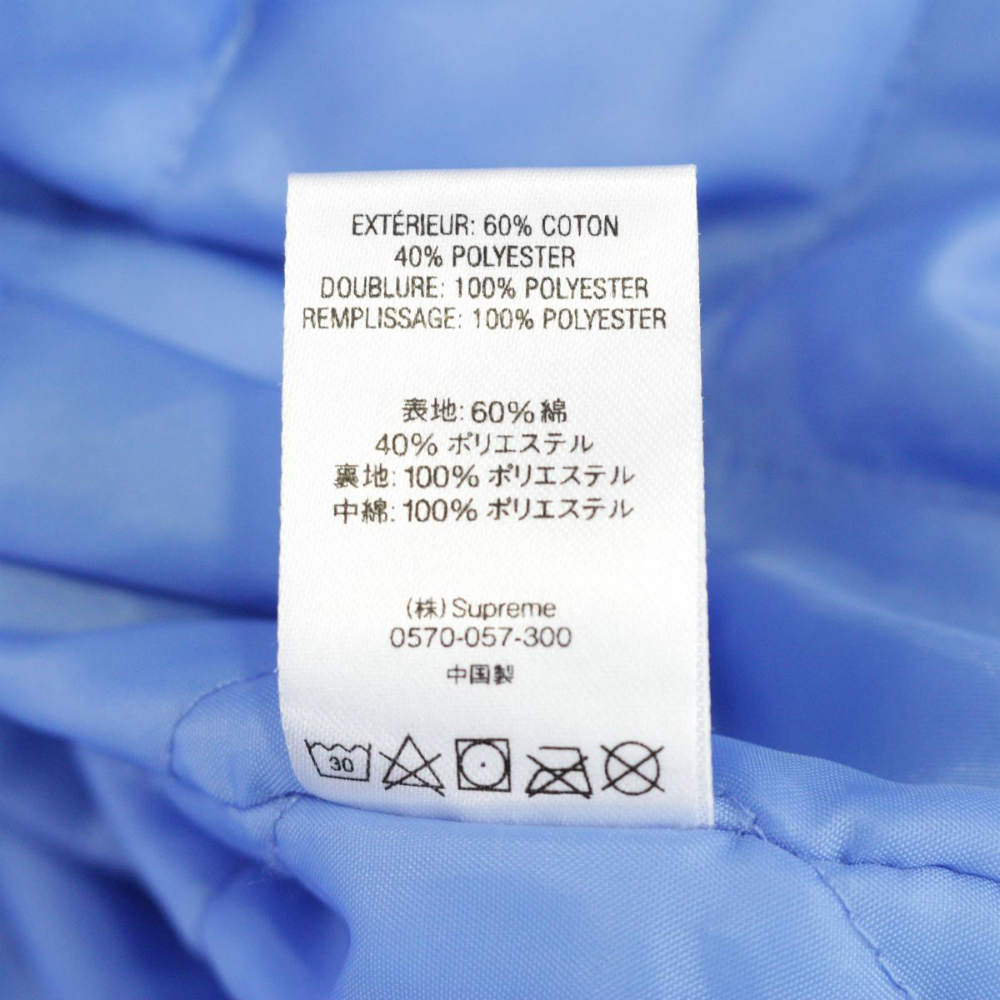 EXTÉRIEUR: 60% COTON
40% POLYESTER
DOUBLURE: 100% POLYESTER
REMPLISSAGE: 100% POLYESTER
表地: 60% 綿
40% ポリエステル
裏地: 100% ポリエステル
中綿: 100% ポリエステル
(株) Supreme
0570-057-300
中国製
30